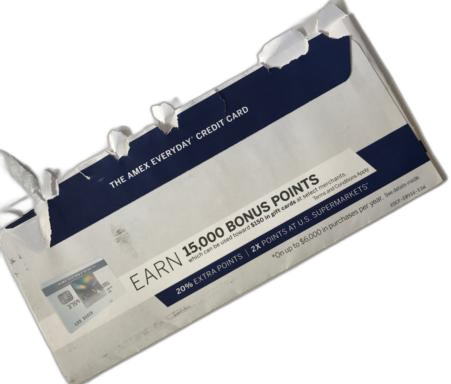 THE AMEX EVERYDAY® CREDIT CARD
EARN 15,000 BONUS POINTS
which can be used toward $150 in gift cards at select merchants.
Terms and Conditions Apply
20% EXTRA POINTS | 2X POINTS AT U.S. SUPERMARKETS*
*On up to $6,000 in purchases per year. See details inside